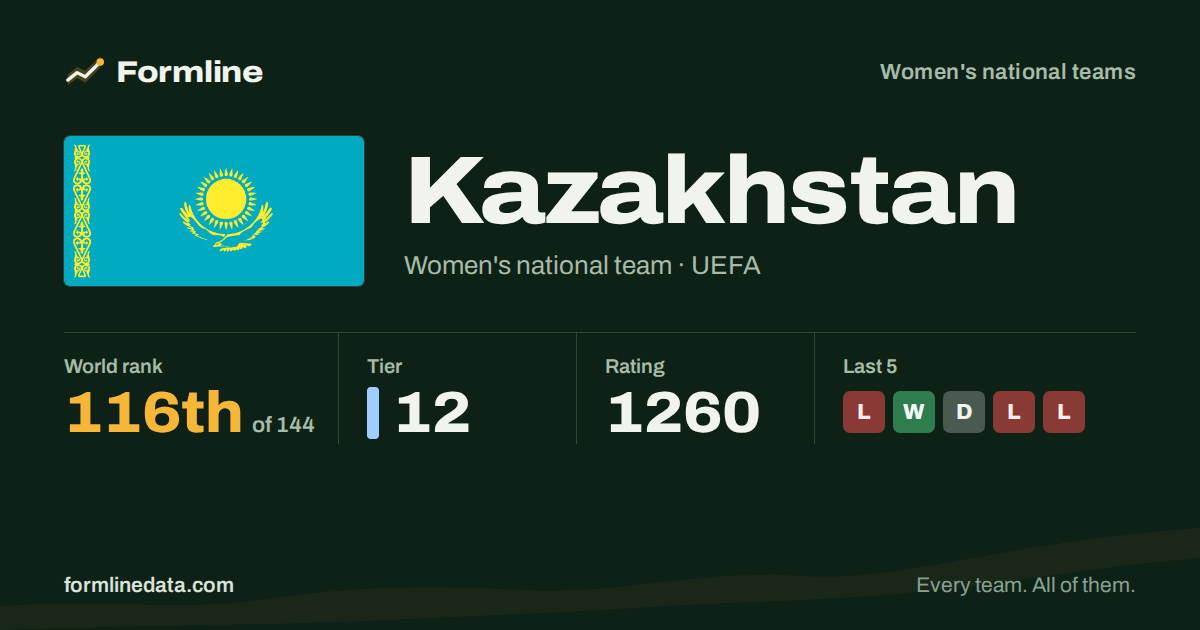 Formline
Women's national teams
Kazakhstan
Women's national team · UEFA
World rank
116th of 144
Tier
12
Rating
1260
Last 5
L W D L L
formlinedata.com
Every team. All of them.